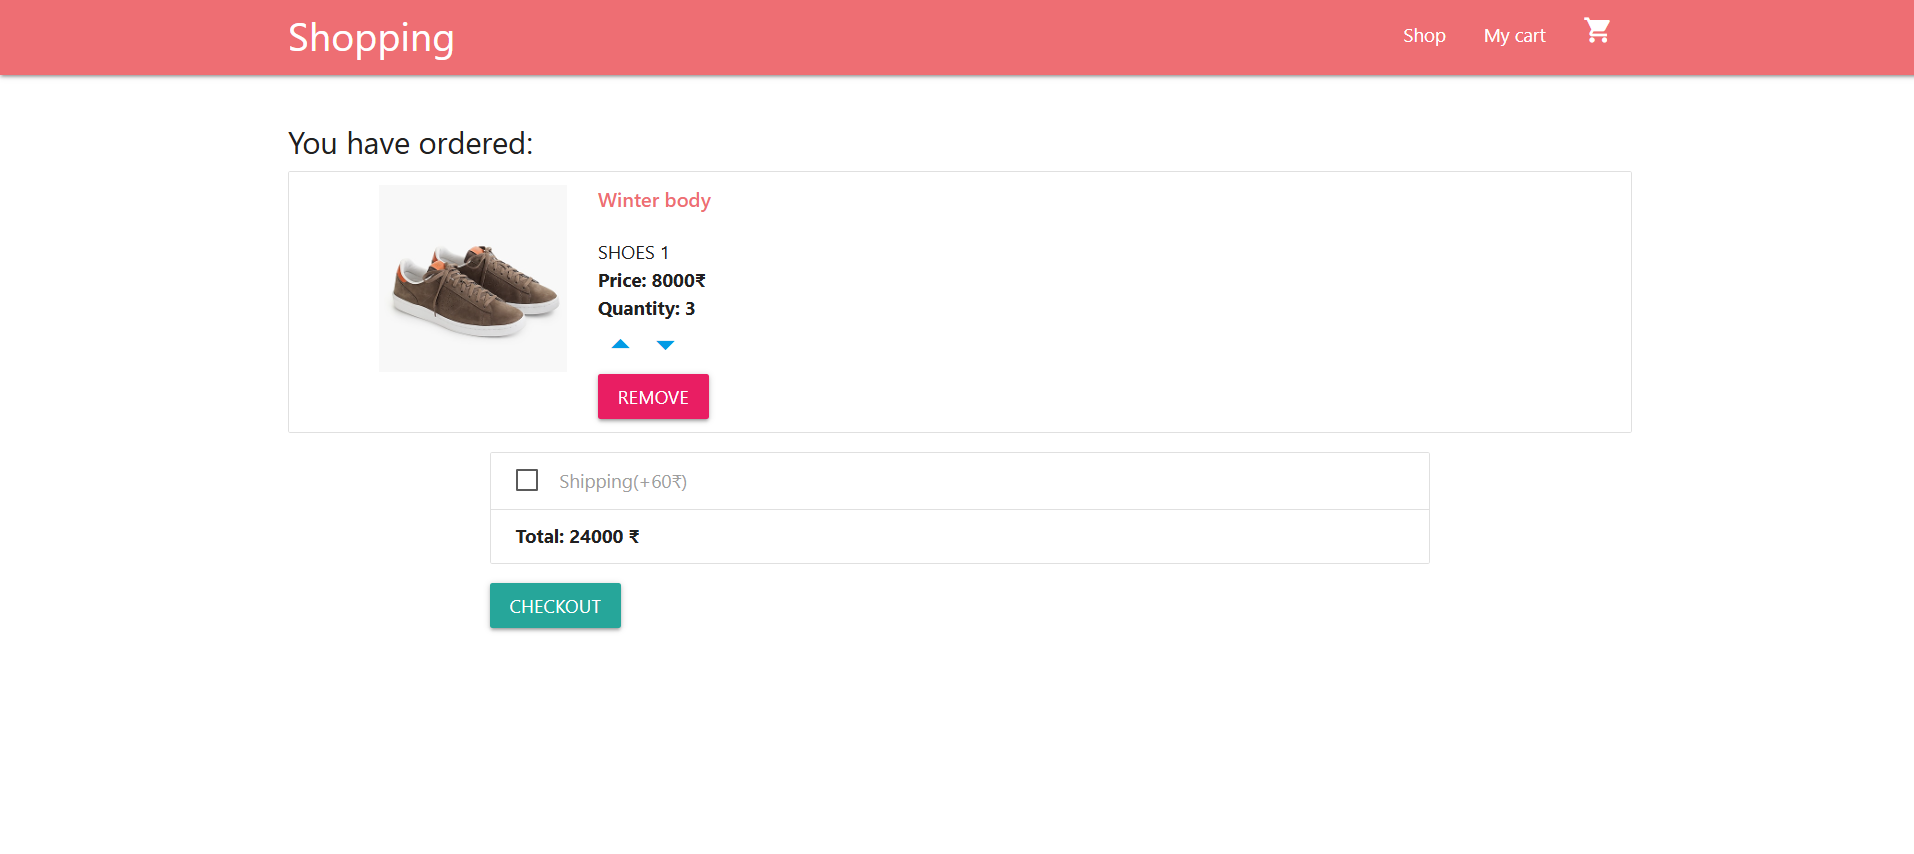 Shopping
Shop
My cart
You have ordered:
Winter body
SHOES 1
Price: 8000₹
Quantity: 3
REMOVE
Shipping(+60₹)
Total: 24000 ₹
CHECKOUT